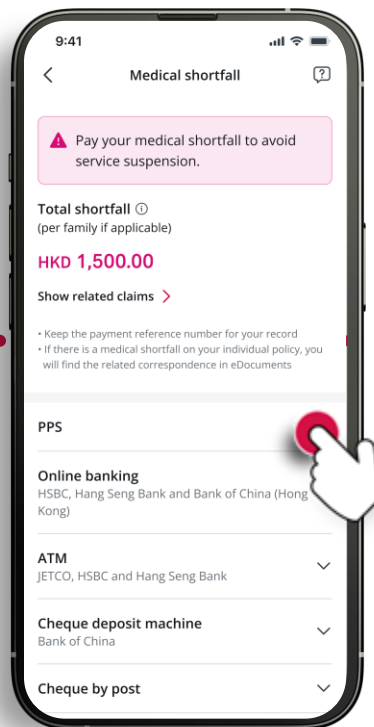 9:41
Medical shortfall
?
Pay your medical shortfall to avoid
service suspension.
Total shortfall
(per family if applicable)
HKD 1,500.00
Show related claims
• Keep the payment reference number for your record
• If there is a medical shortfall on your individual policy, you
will find the related correspondence in eDocuments
PPS
Online banking
HSBC, Hang Seng Bank and Bank of China (Hong
Kong)
ATM
JETCO, HSBC and Hang Seng Bank
Cheque deposit machine
Bank of China
Cheque by post